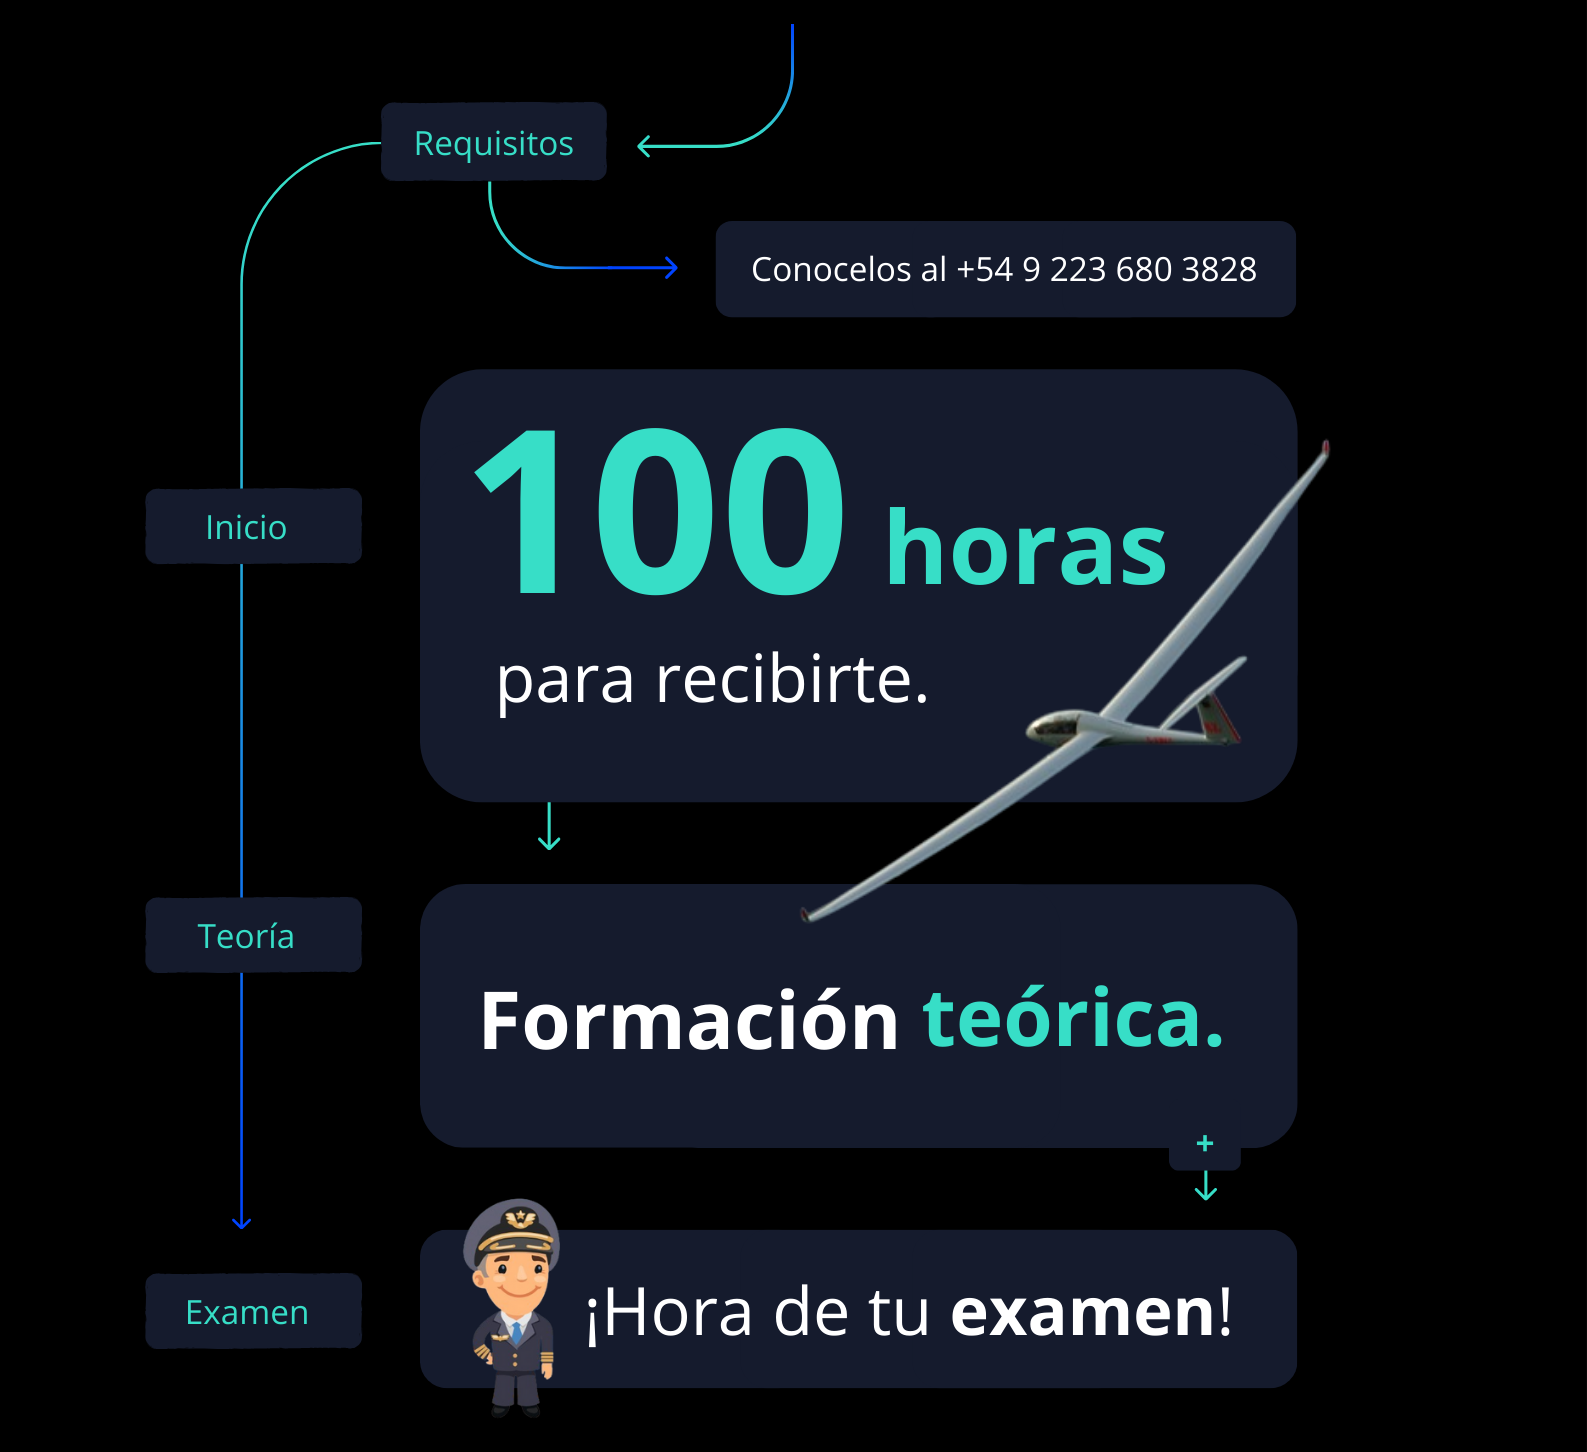 Requisitos
Conocelos al +54 9 223 680 3828
Inicio
100 horas
para recibirte.
Teoría
Formación teórica.
+
Examen
¡Hora de tu examen!